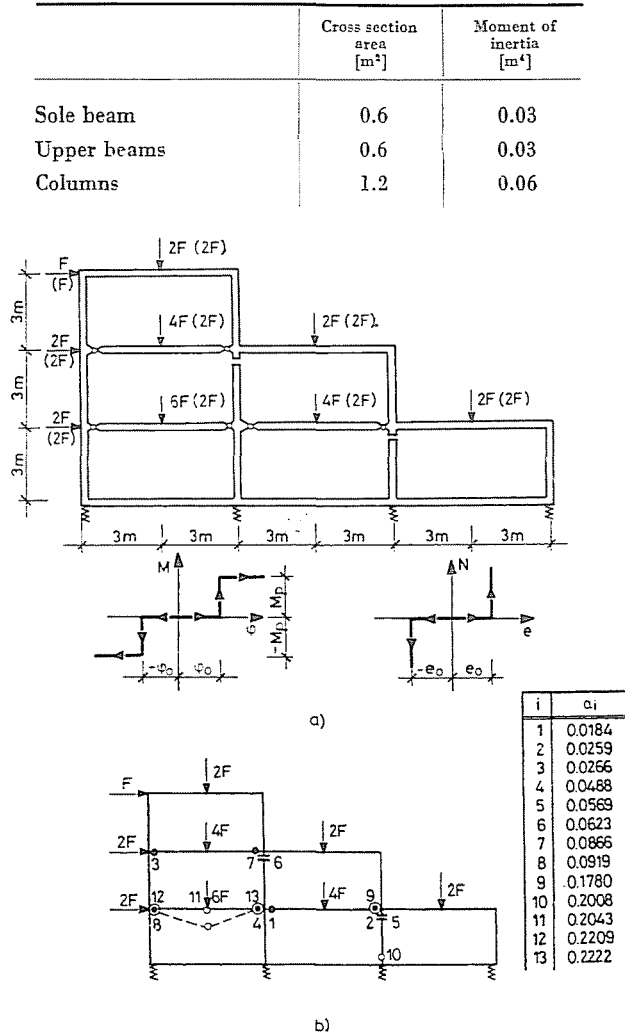 Cross section area [m²] Moment of inertia [m⁴]
Sole beam 0.6 0.03
Upper beams 0.6 0.03
Columns 1.2 0.06
2F (2F)
F
(F)
3m
4F (2F) 2F (2F)
2F
(2F)
3m
6F (2F) 4F (2F) 2F (2F)
2F
(2F)
3m
3m 3m 3m 3m 3m 3m
M N
Mp
-Mp
e
-φ₀ φ₀ -e₀ e₀
a)
i aᵢ
1 0.0184
2 0.0259
3 0.0266
4 0.0488
5 0.0569
6 0.0623
7 0.0866
8 0.0919
9 0.1780
10 0.2008
11 0.2043
12 0.2209
13 0.2222
F 2F
2F 4F 2F
3 7 6
2F 12 11 6F 13 4F 9 2F
8 4 1 2 5
10
b)